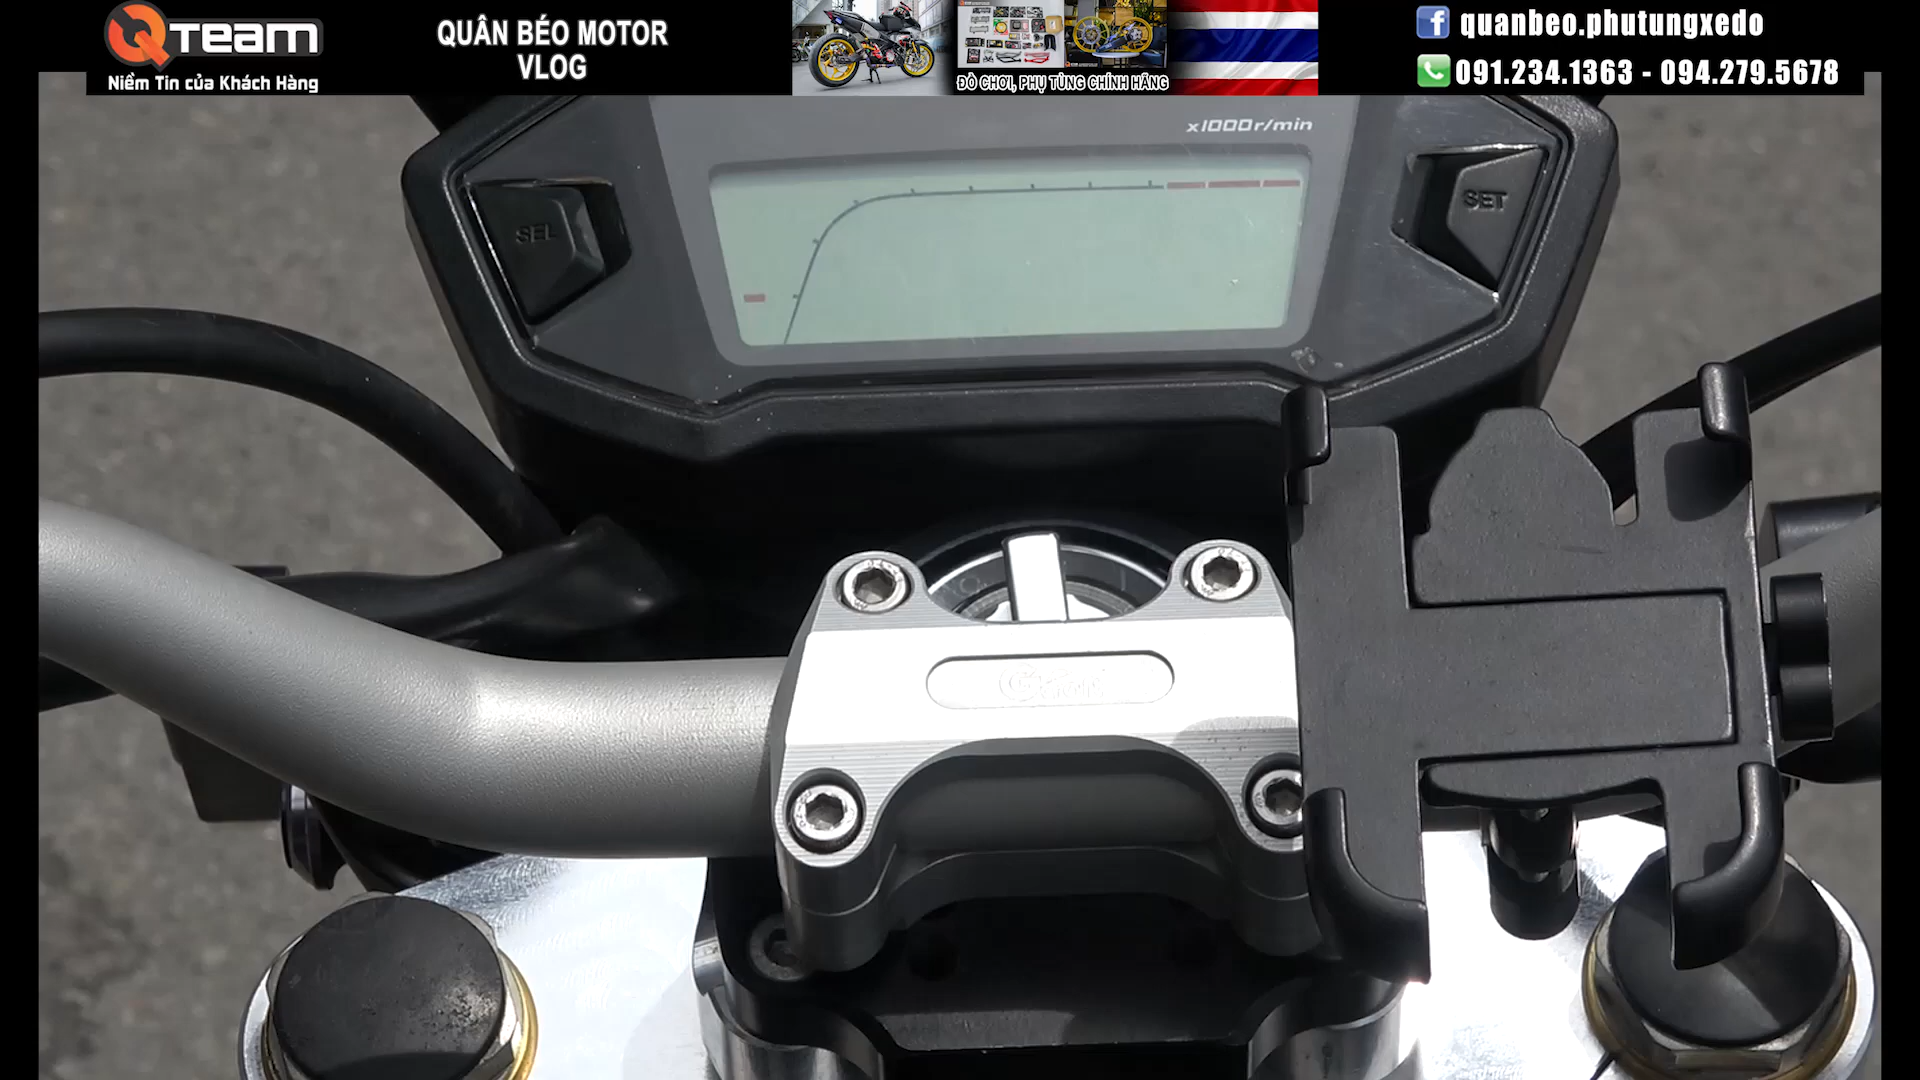 QTEAM
Niềm Tin của Khách Hàng
QUÂN BÉO MOTOR
VLOG
ĐỒ CHƠI, PHỤ TÙNG CHÍNH HÃNG
quanbeo.phutungxedo
091.234.1363 - 094.279.5678
x1000r/min
SEL
SET